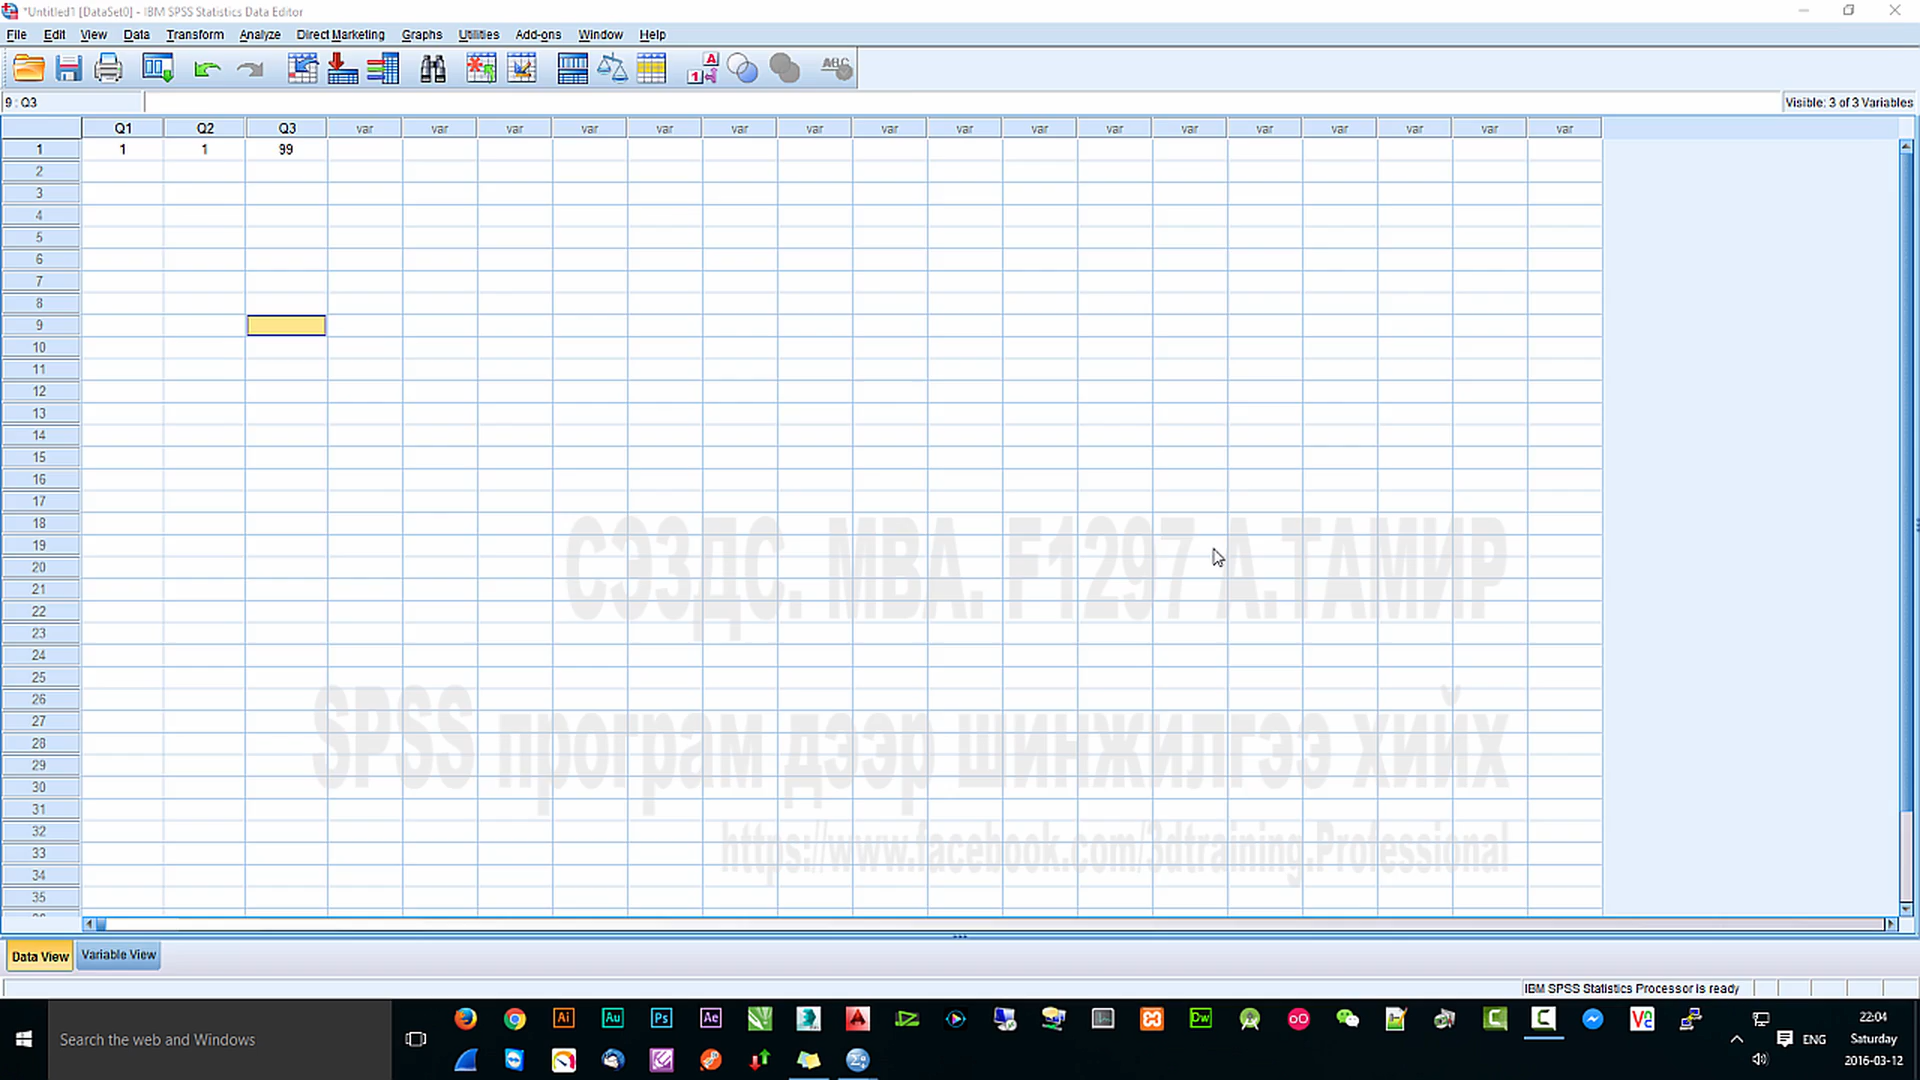 *Untitled1 [DataSet0] - IBM SPSS Statistics Data Editor
File Edit View Data Transform Analyze Direct Marketing Graphs Utilities Add-ons Window Help
9 : Q3
Visible: 3 of 3 Variables
Q1 Q2 Q3 var var var var var var var var var var var var var var var var var
1 1 1 99
2
3
4
5
6
7
8
9
10
11
12
13
14
15
16
17
18
19
20
21
22
23
24
25
26
27
28
29
30
31
32
33
34
35
СЭЗДС. МВА. F1297 А.ТАМИР
SPSS програм дээр шинжилгээ хийх
https://www.facebook.com/3dtraining.Professional
Data View Variable View
IBM SPSS Statistics Processor is ready
Search the web and Windows
Ai Au Ps Ae Dw
ENG
22:04
Saturday
2016-03-12